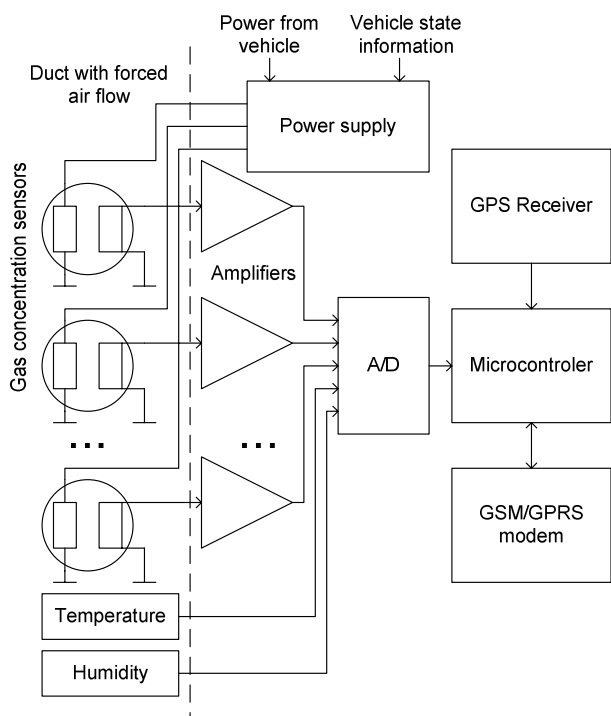 Power from
vehicle
Vehicle state
information
Duct with forced
air flow
Power supply
Gas concentration sensors
GPS Receiver
Amplifiers
A/D
Microcontroler
...
...
GSM/GPRS
modem
Temperature
Humidity